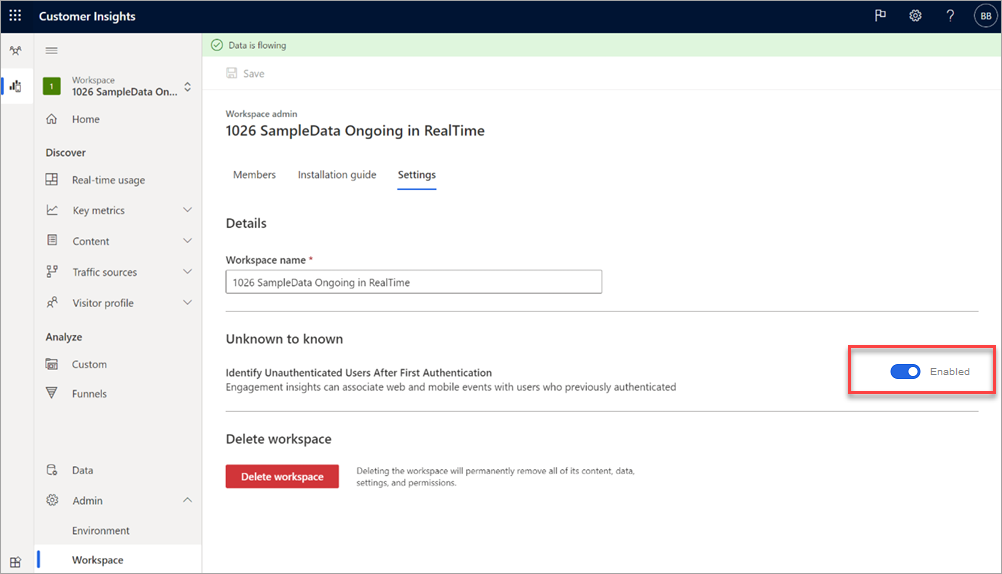 Customer Insights
?
BB
Data is flowing
Save
1
Workspace
1026 SampleData On...
Home
Discover
Real-time usage
Key metrics
Content
Traffic sources
Visitor profile
Analyze
Custom
Funnels
Data
Admin
Environment
Workspace
Workspace admin
1026 SampleData Ongoing in RealTime
Members Installation guide Settings
Details
Workspace name *
1026 SampleData Ongoing in RealTime
Unknown to known
Identify Unauthenticated Users After First Authentication
Engagement insights can associate web and mobile events with users who previously authenticated
Enabled
Delete workspace
Delete workspace
Deleting the workspace will permanently remove all of its content, data,
settings, and permissions.